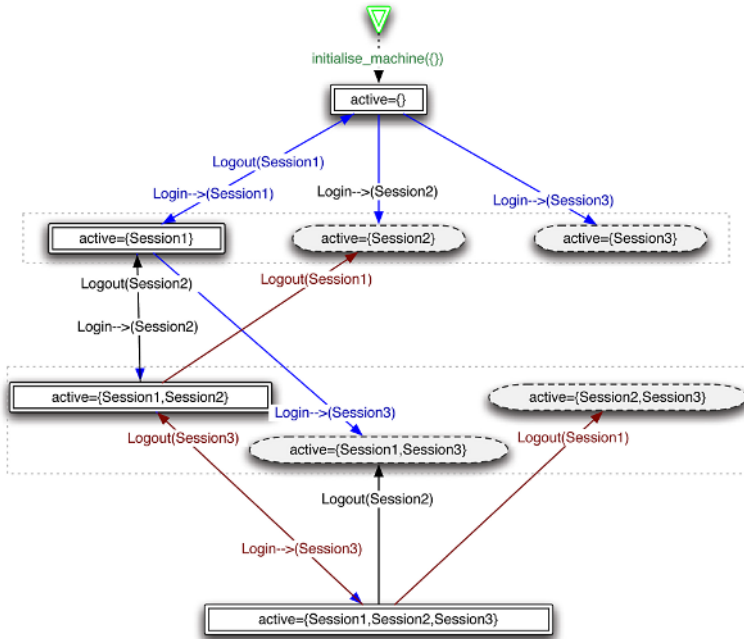 initialise_machine({})
active={}
Logout(Session1)
Login-->(Session1)
Login-->(Session2)
Login-->(Session3)
active={Session1}
active={Session2}
active={Session3}
Logout(Session2)
Logout(Session1)
Login-->(Session2)
active={Session1,Session2}
active={Session2,Session3}
Login-->(Session3)
Logout(Session3)
Logout(Session1)
active={Session1,Session3}
Logout(Session2)
Login-->(Session3)
active={Session1,Session2,Session3}